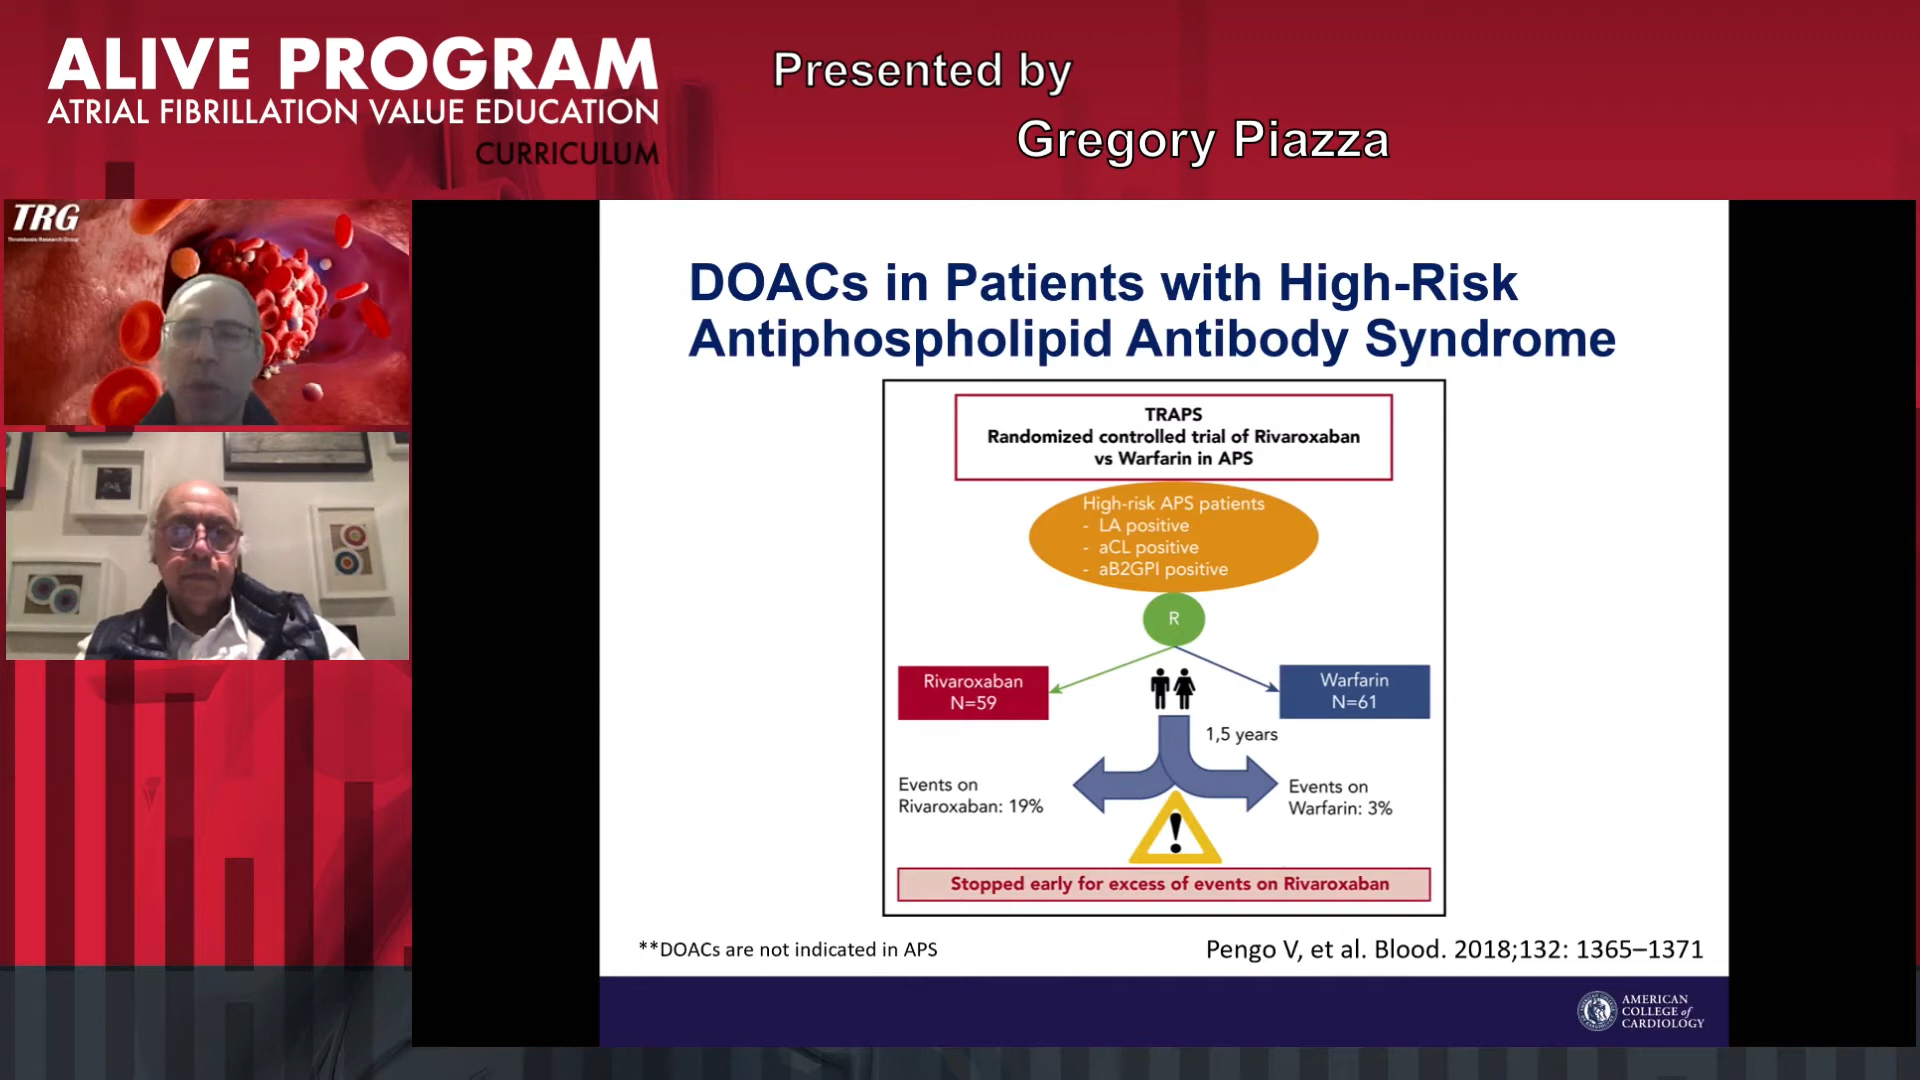 ALIVE PROGRAM
ATRIAL FIBRILLATION VALUE EDUCATION
CURRICULUM
Presented by
Gregory Piazza
TRG
Thrombosis Research Group
DOACs in Patients with High-Risk
Antiphospholipid Antibody Syndrome
TRAPS
Randomized controlled trial of Rivaroxaban
vs Warfarin in APS
High-risk APS patients
- LA positive
- aCL positive
- aB2GPI positive
R
Rivaroxaban
N=59
Warfarin
N=61
1,5 years
Events on
Rivaroxaban: 19%
Events on
Warfarin: 3%
!
Stopped early for excess of events on Rivaroxaban
**DOACs are not indicated in APS
Pengo V, et al. Blood. 2018;132: 1365–1371
AMERICAN
COLLEGE of
CARDIOLOGY